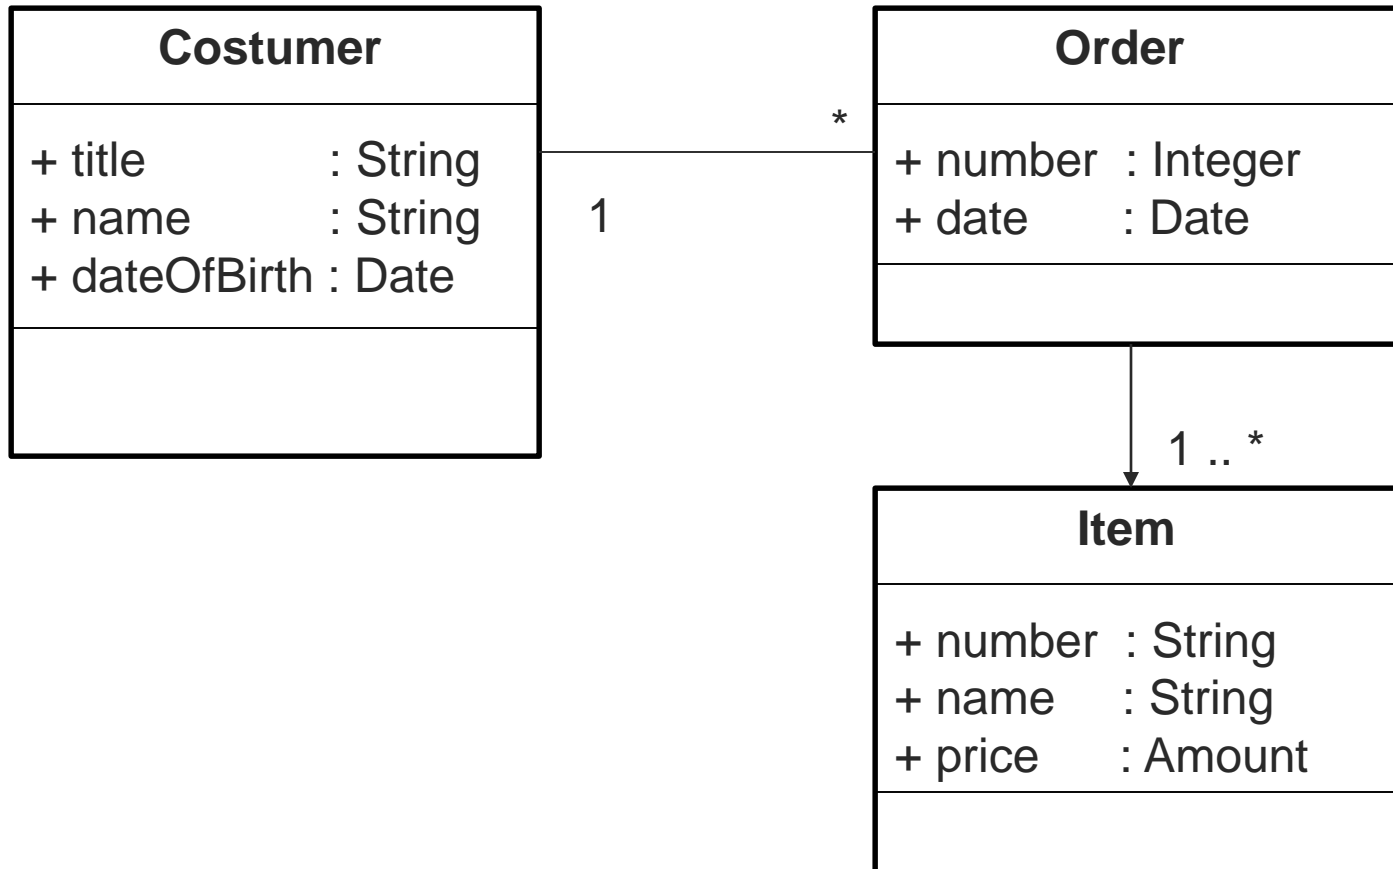 Costumer
+ title : String
+ name : String
+ dateOfBirth : Date
1
*
Order
+ number : Integer
+ date : Date
1 .. *
Item
+ number : String
+ name : String
+ price : Amount